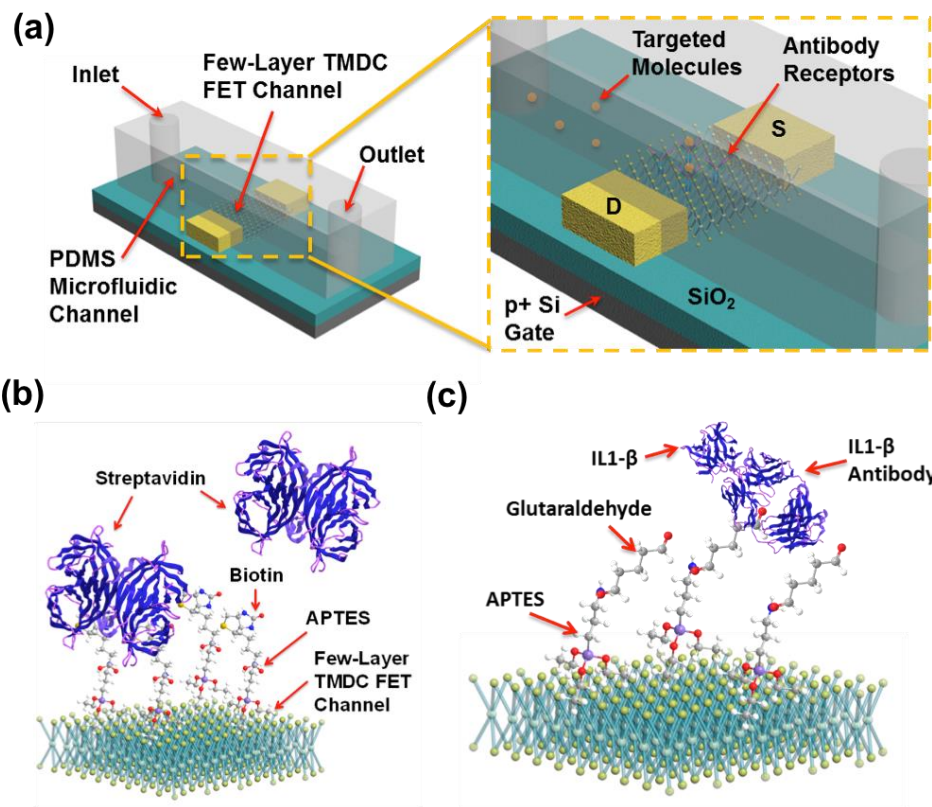 (a)
Inlet
Few-Layer TMDC
FET Channel
Outlet
PDMS
Microfluidic
Channel
Targeted
Molecules
Antibody
Receptors
S
D
SiO₂
p+ Si
Gate
(b)
Streptavidin
Biotin
APTES
Few-Layer
TMDC FET
Channel
(c)
IL1-β
IL1-β
Antibody
Glutaraldehyde
APTES